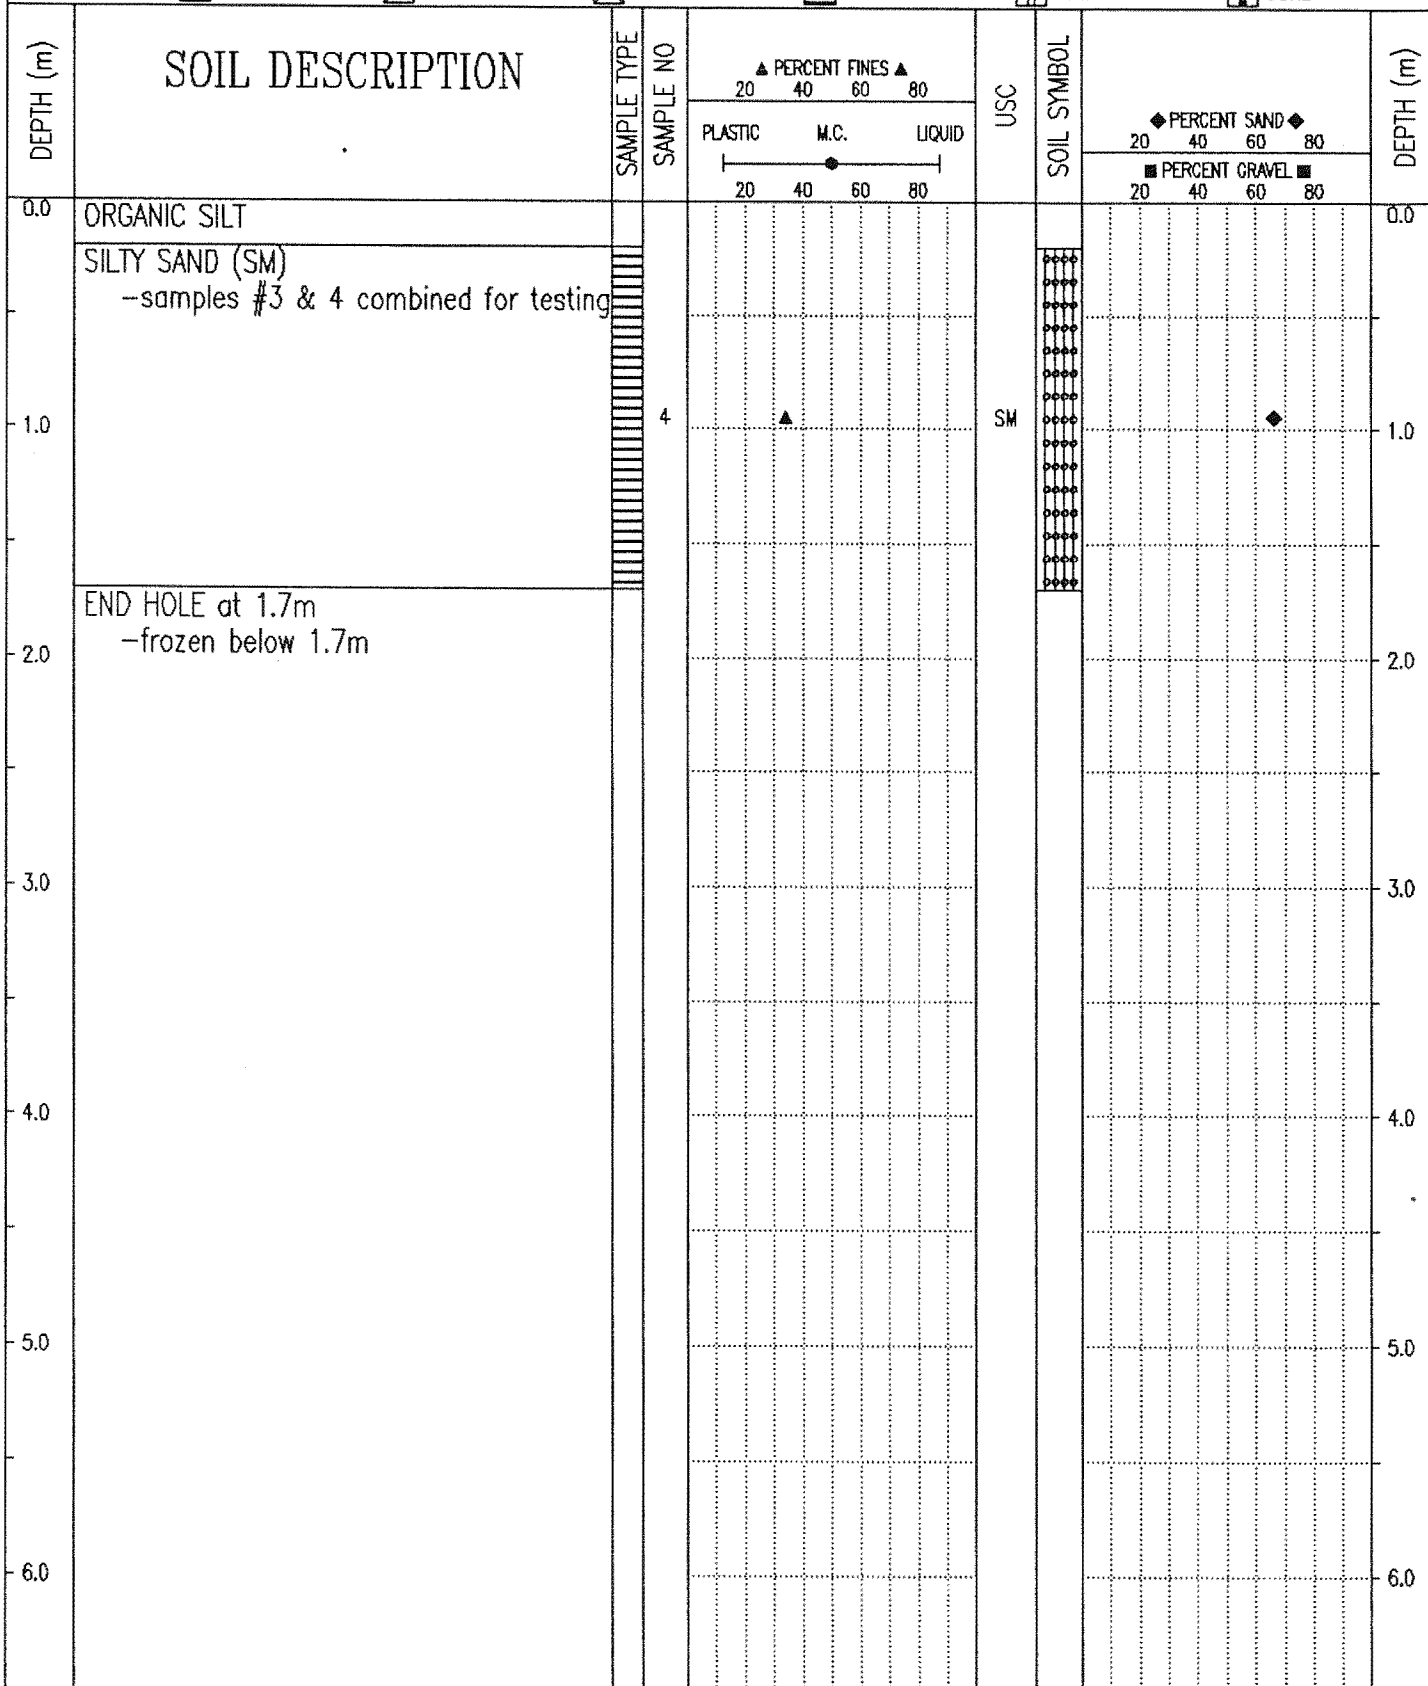 DEPTH (m)
SOIL DESCRIPTION
SAMPLE TYPE
SAMPLE NO
▲ PERCENT FINES ▲
20 40 60 80
PLASTIC M.C. LIQUID
20 40 60 80
USC
SOIL SYMBOL
◆ PERCENT SAND ◆
20 40 60 80
■ PERCENT GRAVEL ■
20 40 60 80
DEPTH (m)
0.0 ORGANIC SILT 0.0
SILTY SAND (SM)
-samples #3 & 4 combined for testing
1.0 4 SM 1.0
END HOLE at 1.7m
-frozen below 1.7m
2.0 2.0
3.0 3.0
4.0 4.0
5.0 5.0
6.0 6.0